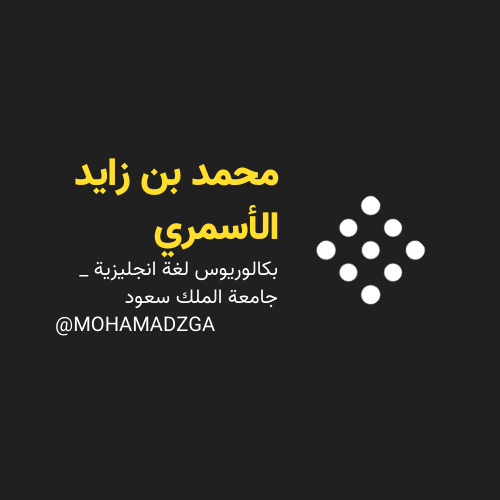 محمد بن زايد
الأسمري
بكالوريوس لغة انجليزية _
جامعة الملك سعود
@MOHAMADZGA